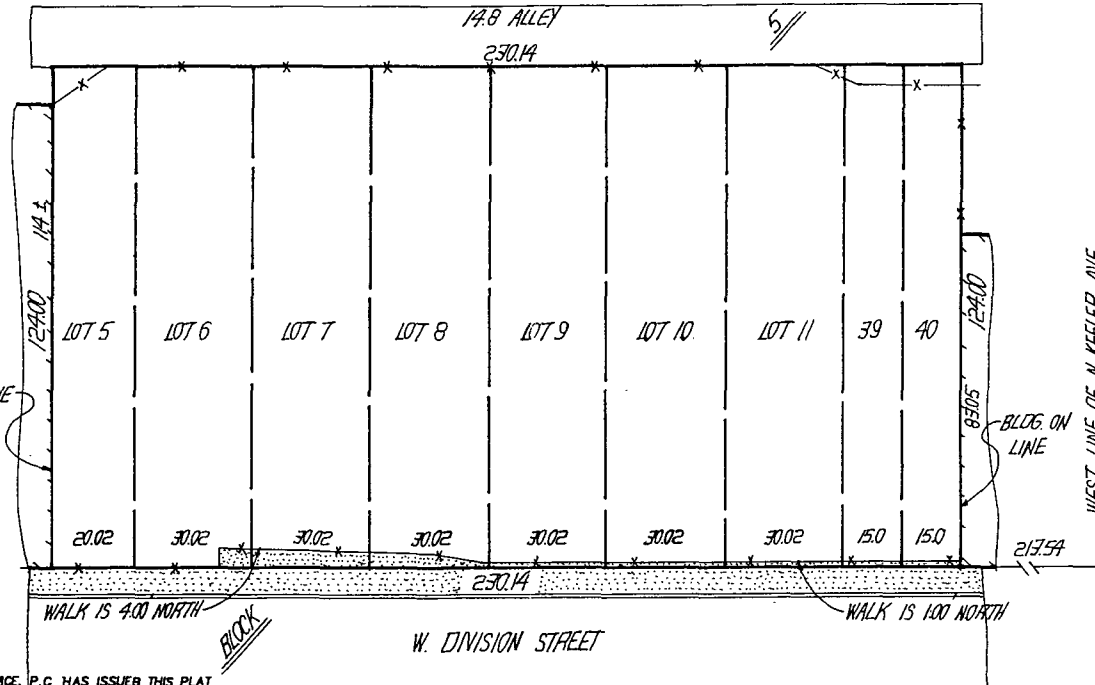 14.8 ALLEY
5
230.14
114±
124.00
LOT 5
LOT 6
LOT 7
LOT 8
LOT 9
LOT 10
LOT 11
39
40
124.00
83.05
BLDG. ON
LINE
WEST LINE OF N. KEELER AVE
20.02
30.02
30.02
30.02
30.02
30.02
30.02
15.0
15.0
217.54
230.14
WALK IS 4.00 NORTH
WALK IS 1.00 NORTH
BLOCK
W. DIVISION STREET
P.C. HAS ISSUED THIS PLAT